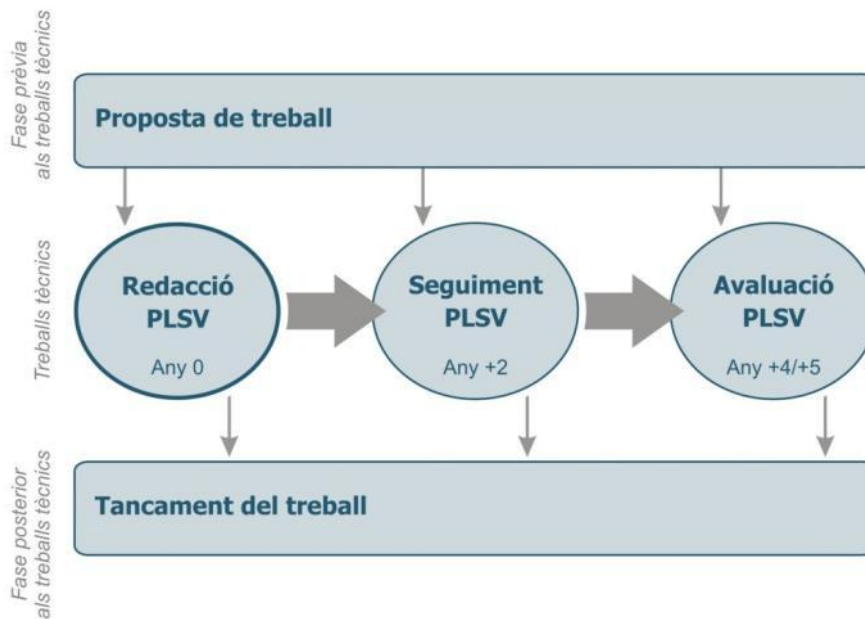 Fase prèvia
als treballs tècnics
Proposta de treball
Treballs tècnics
Redacció
PLSV
Any 0
Seguiment
PLSV
Any +2
Avaluació
PLSV
Any +4/+5
Fase posterior
als treballs tècnics
Tancament del treball